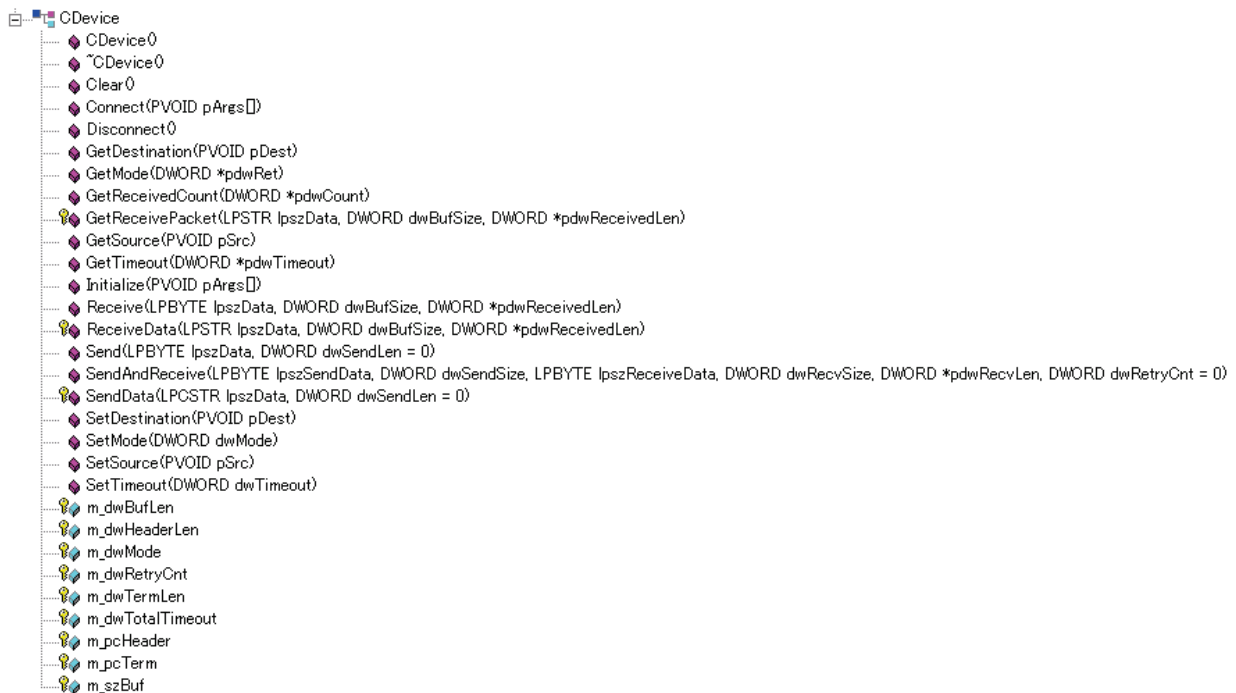 CDevice
CDevice()
~CDevice()
Clear()
Connect(PVOID pArgs[])
Disconnect()
GetDestination(PVOID pDest)
GetMode(DWORD *pdwRet)
GetReceivedCount(DWORD *pdwCount)
GetReceivePacket(LPSTR lpszData, DWORD dwBufSize, DWORD *pdwReceivedLen)
GetSource(PVOID pSrc)
GetTimeout(DWORD *pdwTimeout)
Initialize(PVOID pArgs[])
Receive(LPBYTE lpszData, DWORD dwBufSize, DWORD *pdwReceivedLen)
ReceiveData(LPSTR lpszData, DWORD dwBufSize, DWORD *pdwReceivedLen)
Send(LPBYTE lpszData, DWORD dwSendLen = 0)
SendAndReceive(LPBYTE lpszSendData, DWORD dwSendSize, LPBYTE lpszReceiveData, DWORD dwRecvSize, DWORD *pdwRecvLen, DWORD dwRetryCnt = 0)
SendData(LPCSTR lpszData, DWORD dwSendLen = 0)
SetDestination(PVOID pDest)
SetMode(DWORD dwMode)
SetSource(PVOID pSrc)
SetTimeout(DWORD dwTimeout)
m_dwBufLen
m_dwHeaderLen
m_dwMode
m_dwRetryCnt
m_dwTermLen
m_dwTotalTimeout
m_pcHeader
m_pcTerm
m_szBuf